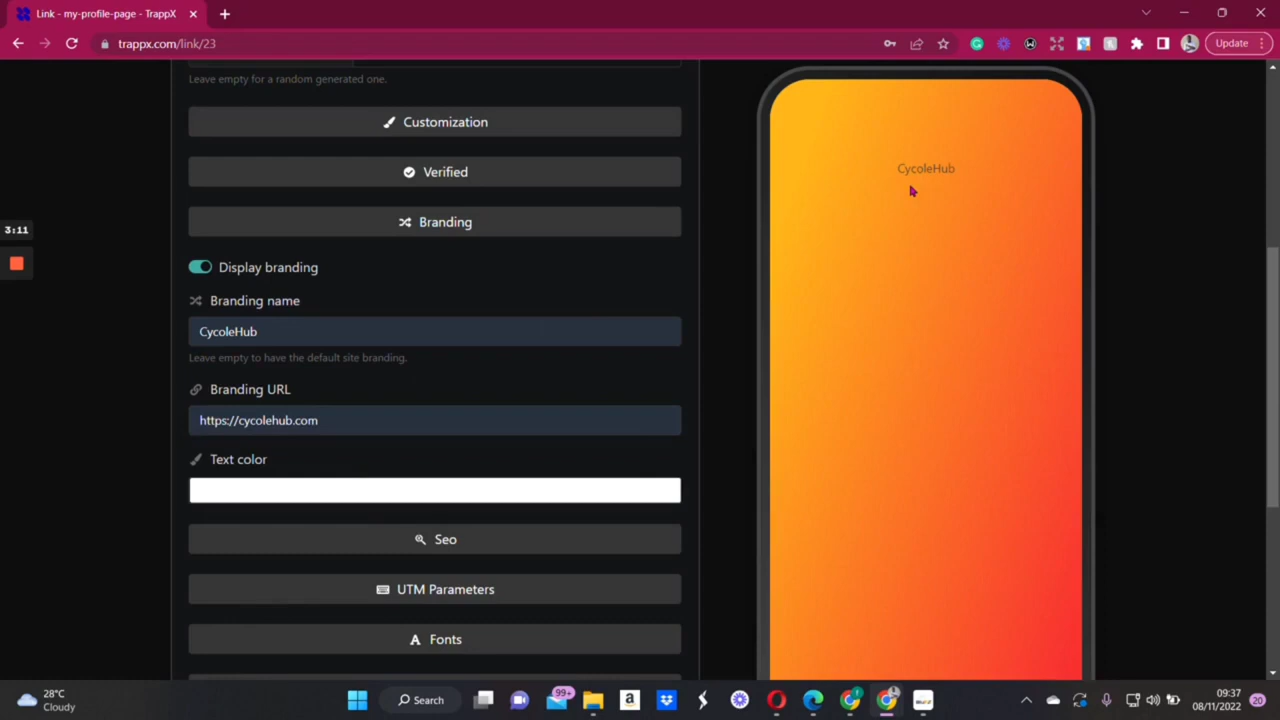 Link - my-profile-page - TrappX
trappx.com/link/23
Update
Leave empty for a random generated one.
Customization
Verified
Branding
Display branding
Branding name
CycoleHub
Leave empty to have the default site branding.
Branding URL
https://cycolehub.com
Text color
Seo
UTM Parameters
Fonts
CycoleHub
3:11
28°C
Cloudy
Search
99+
09:37
08/11/2022
20